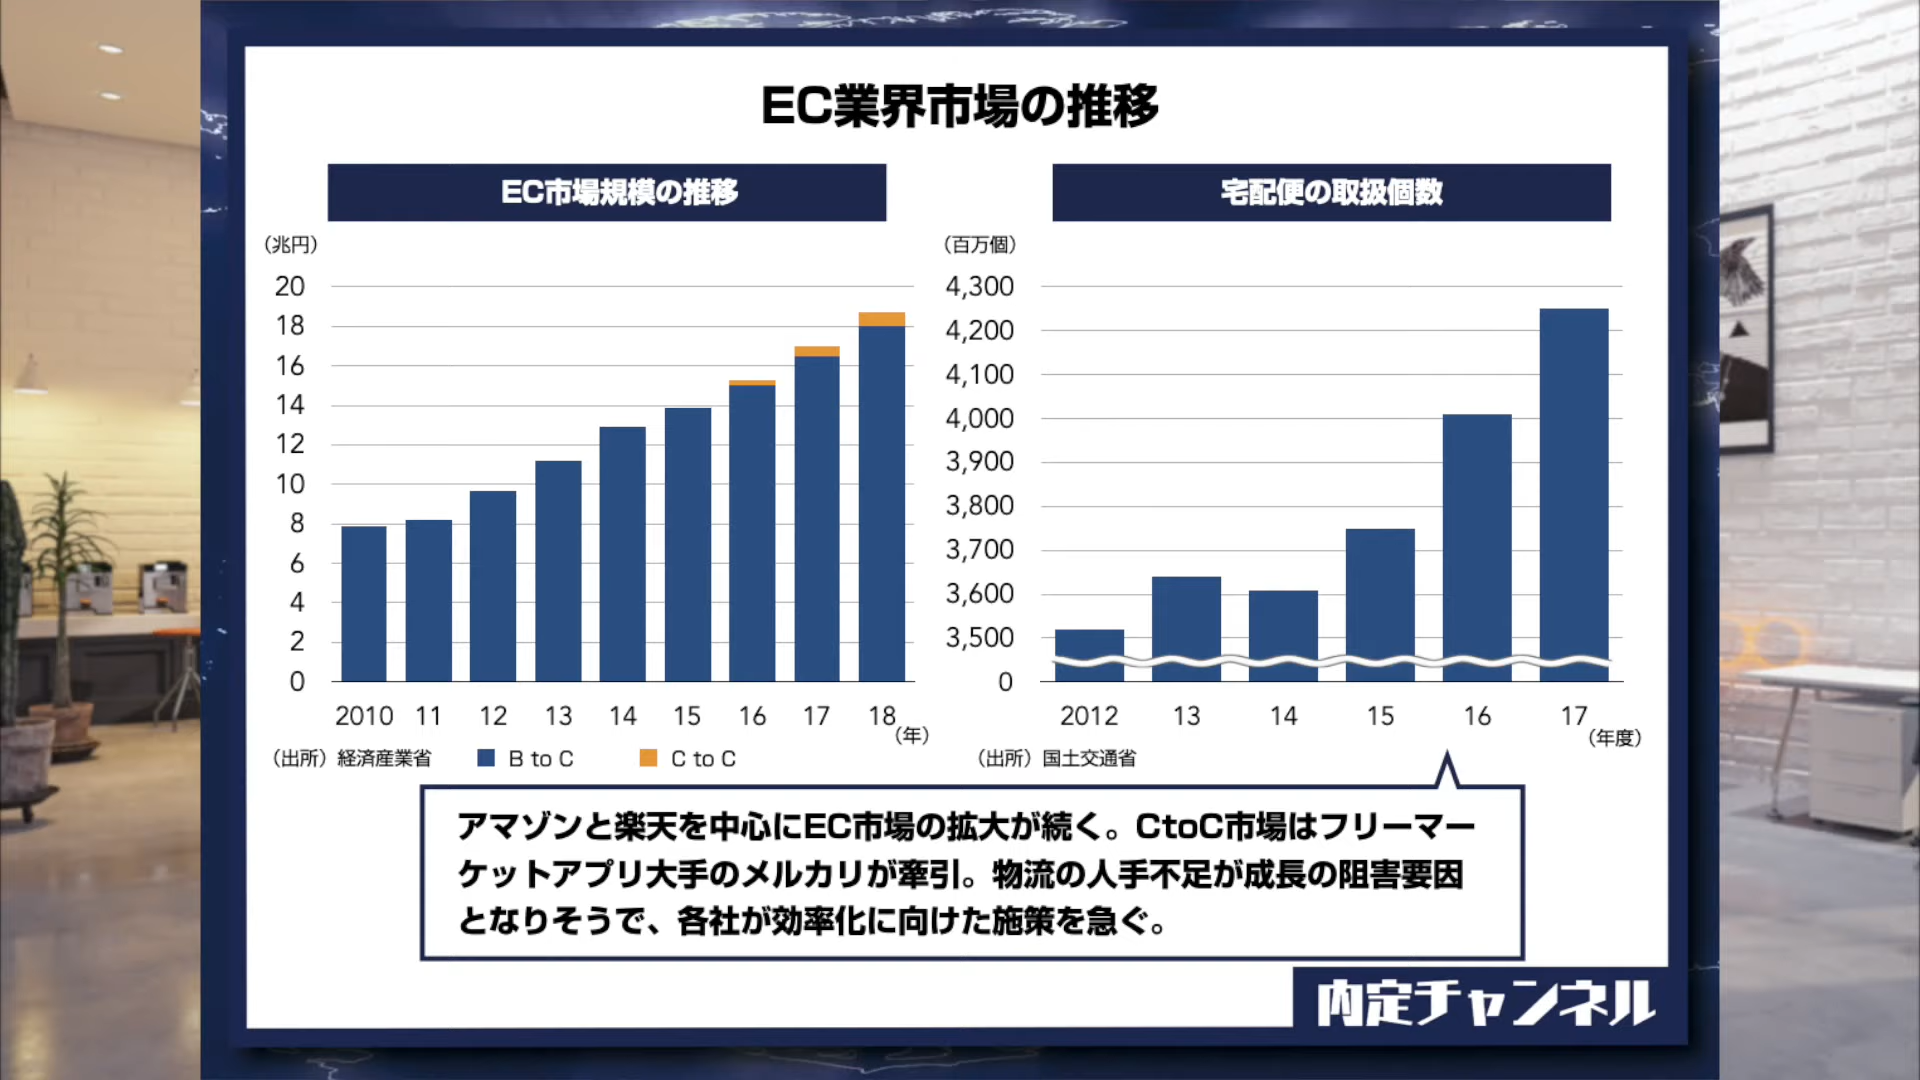 EC業界市場の推移
EC市場規模の推移
(兆円)
20
18
16
14
12
10
8
6
4
2
0
2010 11 12 13 14 15 16 17 18
(年)
(出所)経済産業省 B to C C to C
宅配便の取扱個数
(百万個)
4,300
4,200
4,100
4,000
3,900
3,800
3,700
3,600
3,500
0
2012 13 14 15 16 17
(年度)
(出所)国土交通省
アマゾンと楽天を中心にEC市場の拡大が続く。CtoC市場はフリーマー
ケットアプリ大手のメルカリが牽引。物流の人手不足が成長の阻害要因
となりそうで、各社が効率化に向けた施策を急ぐ。
内定チャンネル